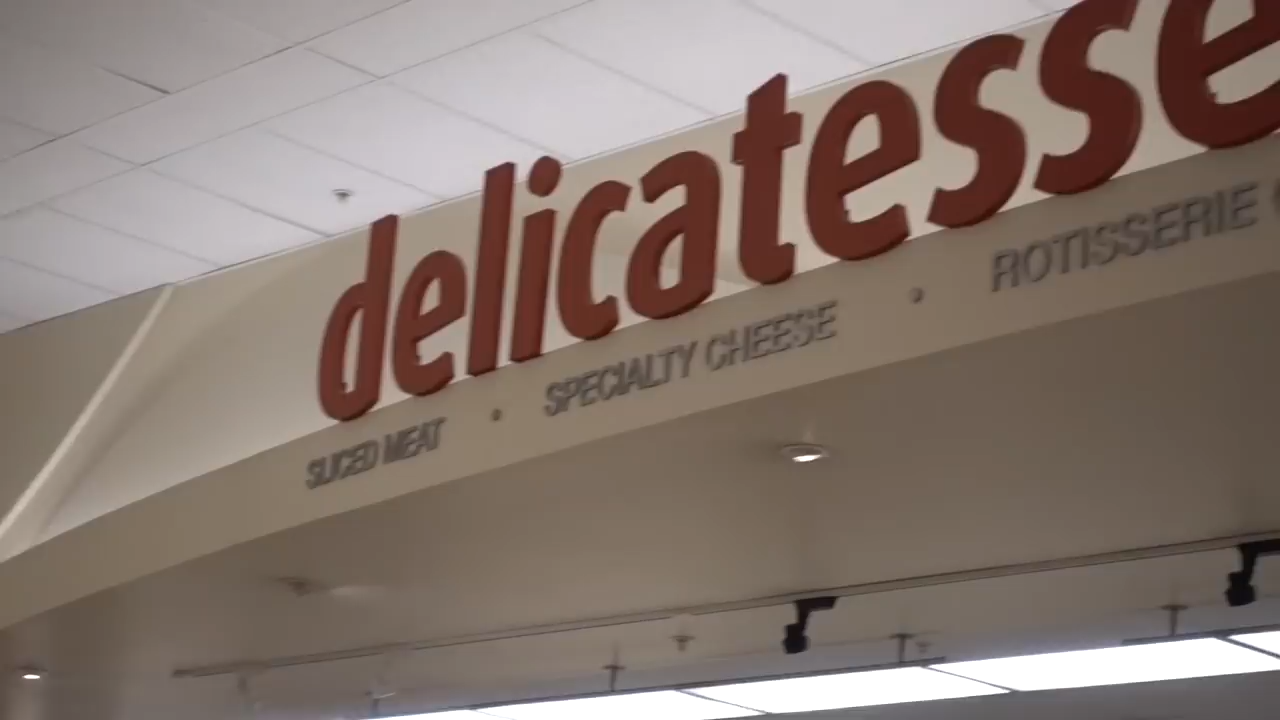 delicatesse
SLICED MEAT • SPECIALTY CHEESE • ROTISSERIE